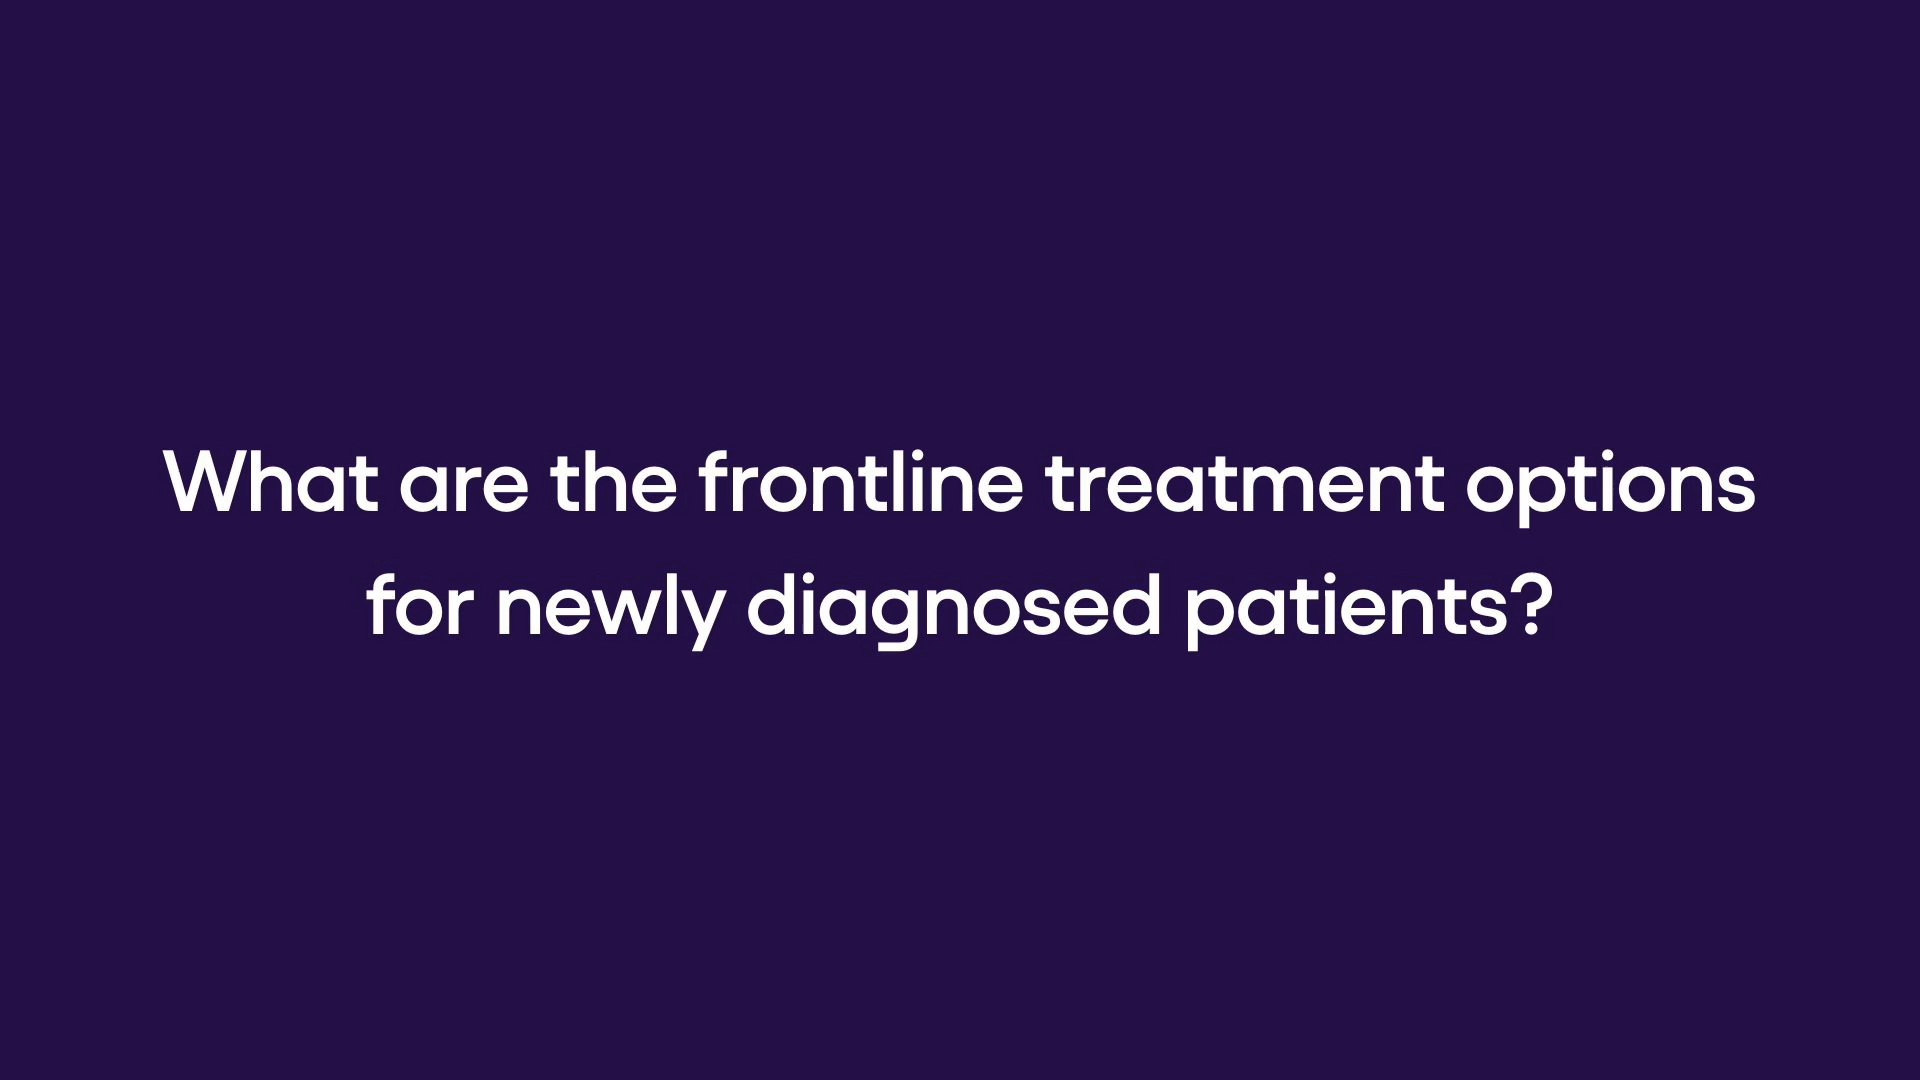 What are the frontline treatment options
for newly diagnosed patients?